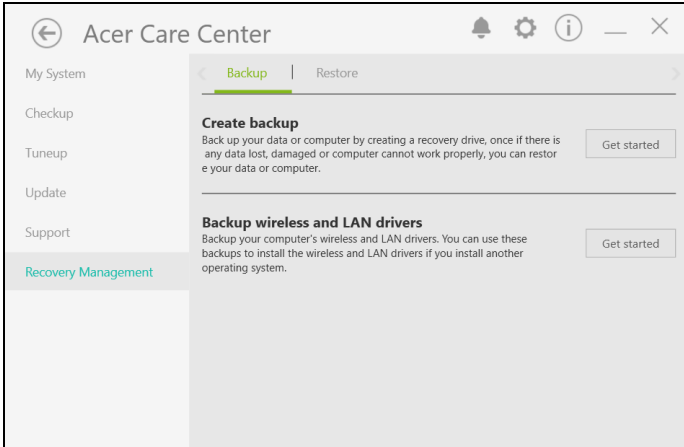 Acer Care Center
My System
Checkup
Tuneup
Update
Support
Recovery Management
Backup | Restore
Create backup
Back up your data or computer by creating a recovery drive, once if there is
any data lost, damaged or computer cannot work properly, you can restor
e your data or computer.
Get started
Backup wireless and LAN drivers
Backup your computer's wireless and LAN drivers. You can use these
backups to install the wireless and LAN drivers if you install another
operating system.
Get started